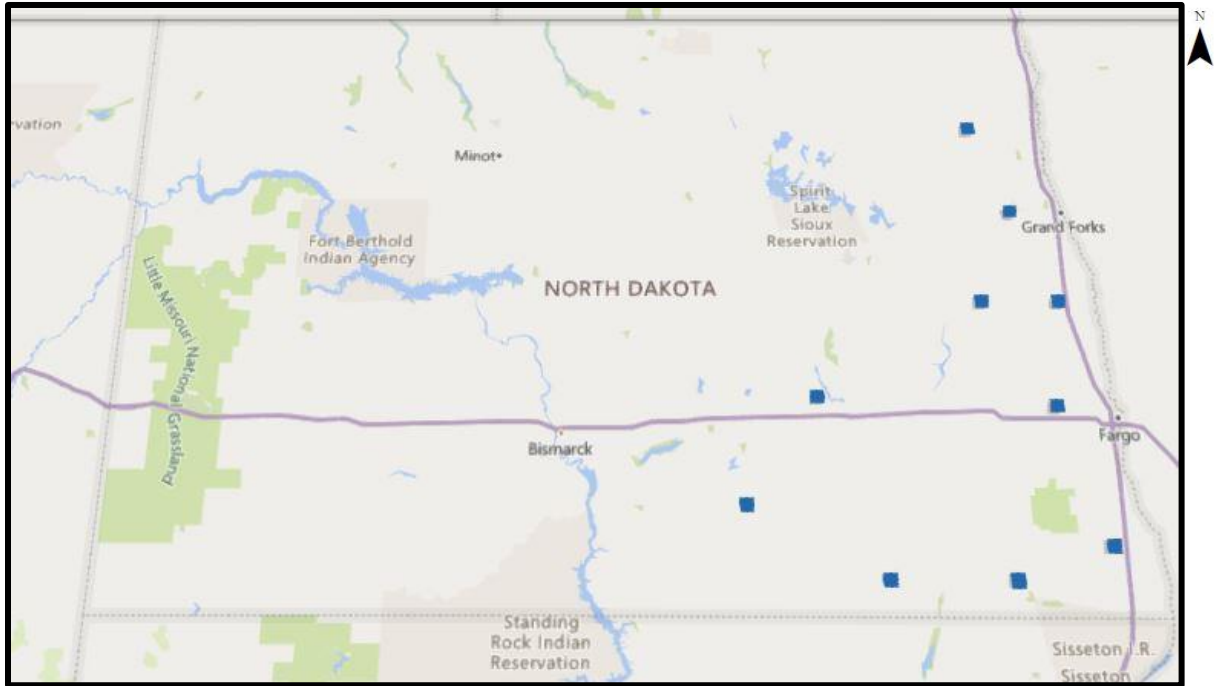 N
rvation
Minot
Spirit
Lake
Sioux
Reservation
Grand Forks
Fort Berthold
Indian Agency
Little Missouri National Grassland
NORTH DAKOTA
Bismarck
Fargo
Standing
Rock Indian
Reservation
Sisseton I.R.
Sisseton